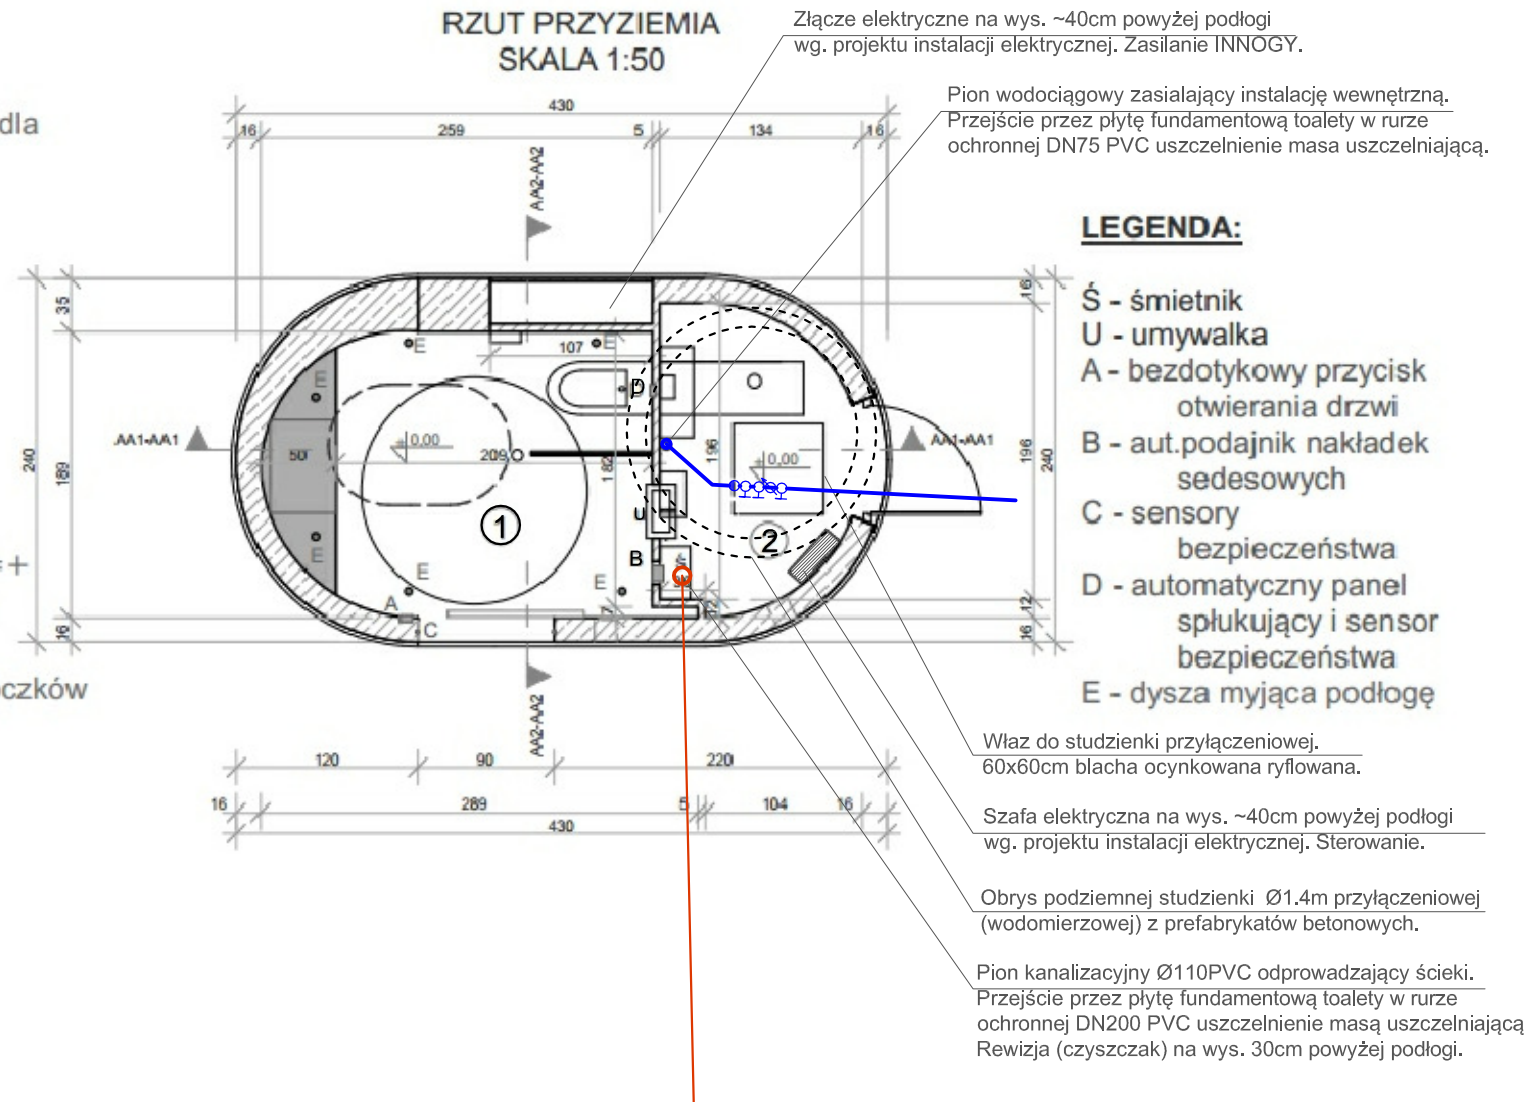 RZUT PRZYZIEMIA
SKALA 1:50
Złącze elektryczne na wys. ~40cm powyżej podłogi
wg. projektu instalacji elektrycznej. Zasilanie INNOGY.
Pion wodociągowy zasialający instalację wewnętrzną.
Przejście przez płytę fundamentową toalety w rurze
ochronnej DN75 PVC uszczelnienie masa uszczelniającą.
dla
430
16
259
5
134
16
AA2-AA2
LEGENDA:
Ś - śmietnik
U - umywalka
A - bezdotykowy przycisk
otwierania drzwi
B - aut.podajnik nakładek
sedesowych
C - sensory
bezpieczeństwa
D - automatyczny panel
spłukujący i sensor
bezpieczeństwa
E - dysza myjąca podłogę
240
35
189
16
16
196
12
16
240
E
107
E
E
D
O
AA1-AA1
50
±0,00
209
182
196
±0,00
AA1-AA1
1
U
2
E
B
E
E
A
C
7
12
+
oczków
AA2-AA2
120
90
220
16
289
5
104
16
430
Właz do studzienki przyłączeniowej.
60x60cm blacha ocynkowana ryflowana.
Szafa elektryczna na wys. ~40cm powyżej podłogi
wg. projektu instalacji elektrycznej. Sterowanie.
Obrys podziemnej studzienki Ø1.4m przyłączeniowej
(wodomierzowej) z prefabrykatów betonowych.
Pion kanalizacyjny Ø110PVC odprowadzający ścieki.
Przejście przez płytę fundamentową toalety w rurze
ochronnej DN200 PVC uszczelnienie masą uszczelniającą
Rewizja (czyszczak) na wys. 30cm powyżej podłogi.